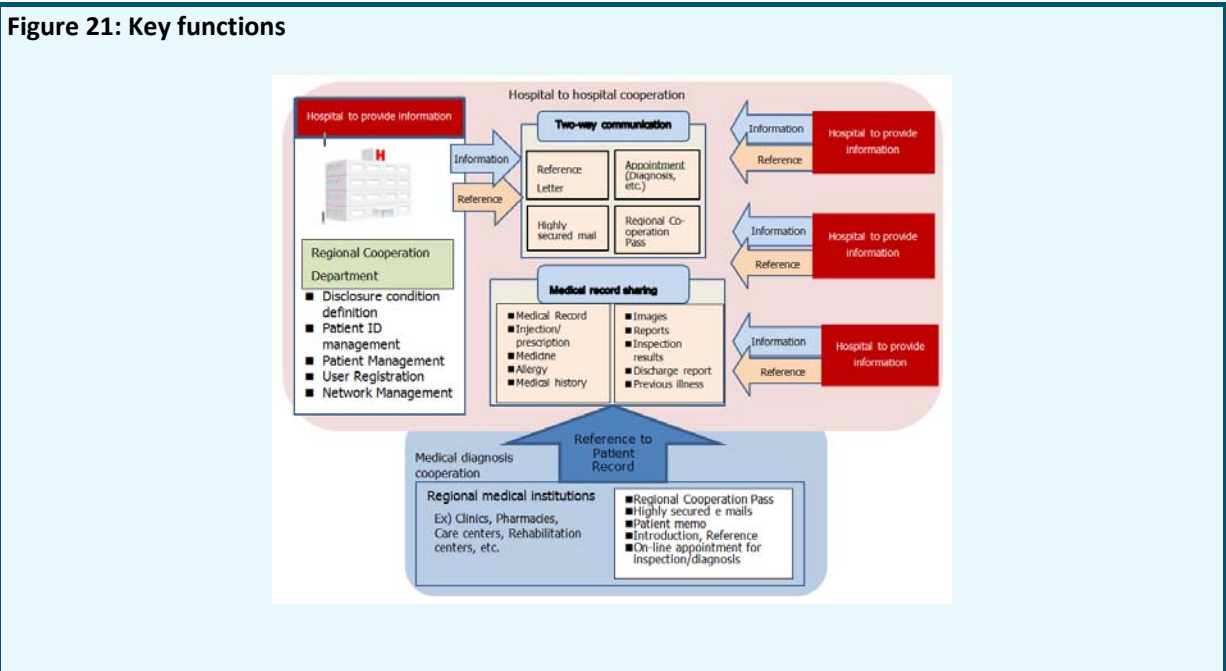 Figure 21: Key functions
Hospital to hospital cooperation
Hospital to provide information
H
Regional Cooperation
Department
■ Disclosure condition
definition
■ Patient ID
management
■ Patient Management
■ User Registration
■ Network Management
Information
Reference
Two-way communication
Reference
Letter
Appointment
(Diagnosis,
etc.)
Highly
secured mail
Regional Co-
operation
Pass
Medical record sharing
■Medical Record
■Injection/
prescription
■Medicine
■Allergy
■Medical history
■Images
■Reports
■Inspection
results
■Discharge report
■Previous illness
Information
Reference
Hospital to provide
information
Information
Reference
Hospital to provide
information
Information
Reference
Hospital to provide
information
Reference to
Patient
Record
Medical diagnosis
cooperation
Regional medical institutions
Ex) Clinics, Pharmacies,
Care centers, Rehabilitation
centers, etc.
■Regional Cooperation Pass
■Highly secured e mails
■Patient memo
■Introduction, Reference
■On-line appointment for
inspection/diagnosis